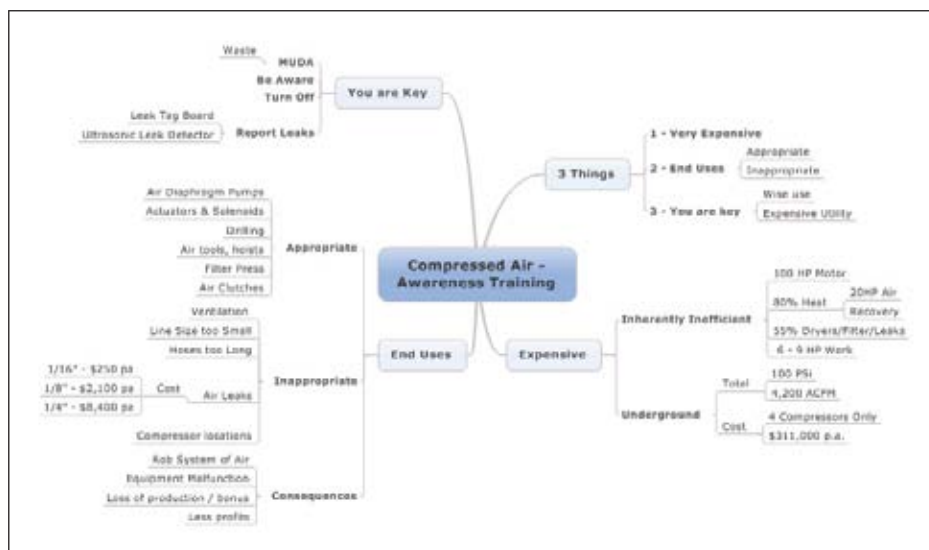 Compressed Air -
Awareness Training
3 Things
1 - Very Expensive
2 - End Uses
Appropriate
Inappropriate
3 - You are key
Wise use
Expensive Utility
Expensive
Inherently Inefficient
100 HP Motor
80% Heat
20HP Air
Recovery
55% Dryers/Filter/Leaks
6 - 9 HP Work
Underground
Total
100 PSI
4,200 ACFM
Cost
4 Compressors Only
$311,000 p.a.
End Uses
Appropriate
Air Diaphragm Pumps
Actuators & Solenoids
Drilling
Air tools, hoists
Filter Press
Air Clutches
Inappropriate
Ventilation
Line Size too Small
Hoses too Long
Air Leaks
Cost
1/16" - $250 pa
1/8" - $2,100 pa
1/4" - $8,400 pa
Compressor locations
Consequences
Rob System of Air
Equipment Malfunction
Loss of production / bonus
Less profits
You are Key
MUDA
Waste
Be Aware
Turn Off
Report Leaks
Leak Tag Board
Ultrasonic Leak Detector